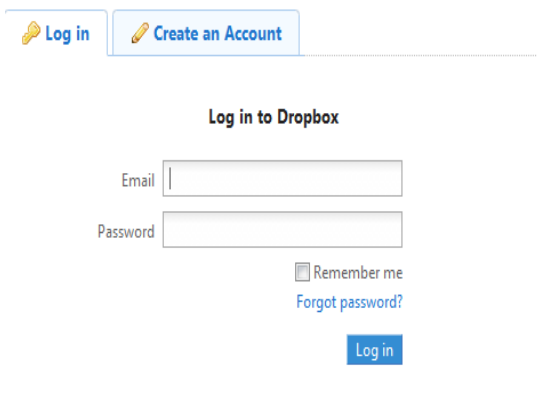 Log in
Create an Account
Log in to Dropbox
Email
Password
Remember me
Forgot password?
Log in